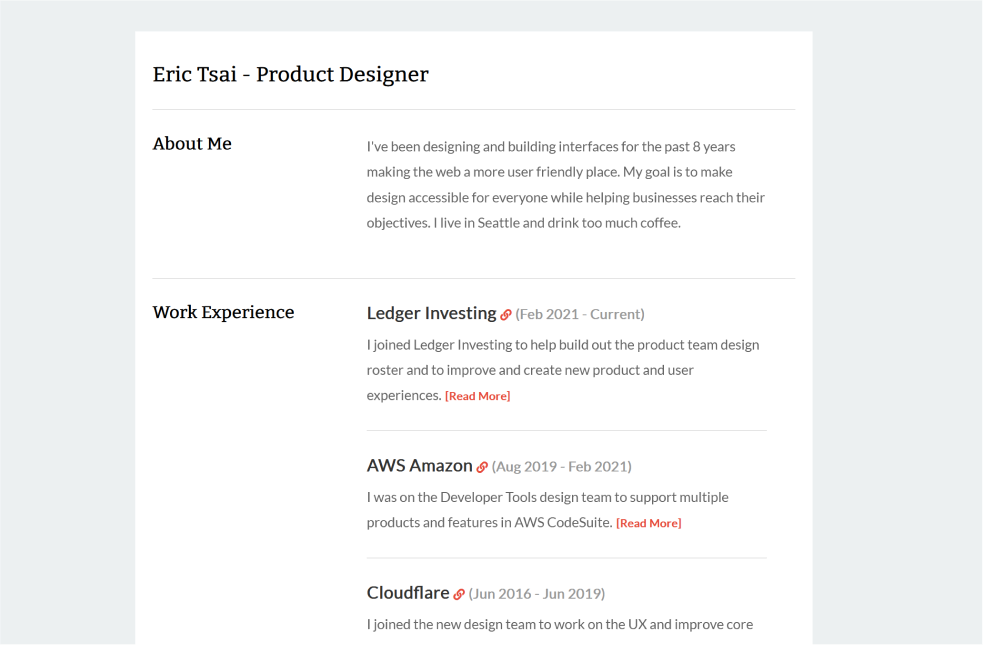 Eric Tsai - Product Designer
About Me
I've been designing and building interfaces for the past 8 years
making the web a more user friendly place. My goal is to make
design accessible for everyone while helping businesses reach their
objectives. I live in Seattle and drink too much coffee.
Work Experience
Ledger Investing (Feb 2021 - Current)
I joined Ledger Investing to help build out the product team design
roster and to improve and create new product and user
experiences. [Read More]
AWS Amazon (Aug 2019 - Feb 2021)
I was on the Developer Tools design team to support multiple
products and features in AWS CodeSuite. [Read More]
Cloudflare (Jun 2016 - Jun 2019)
I joined the new design team to work on the UX and improve core